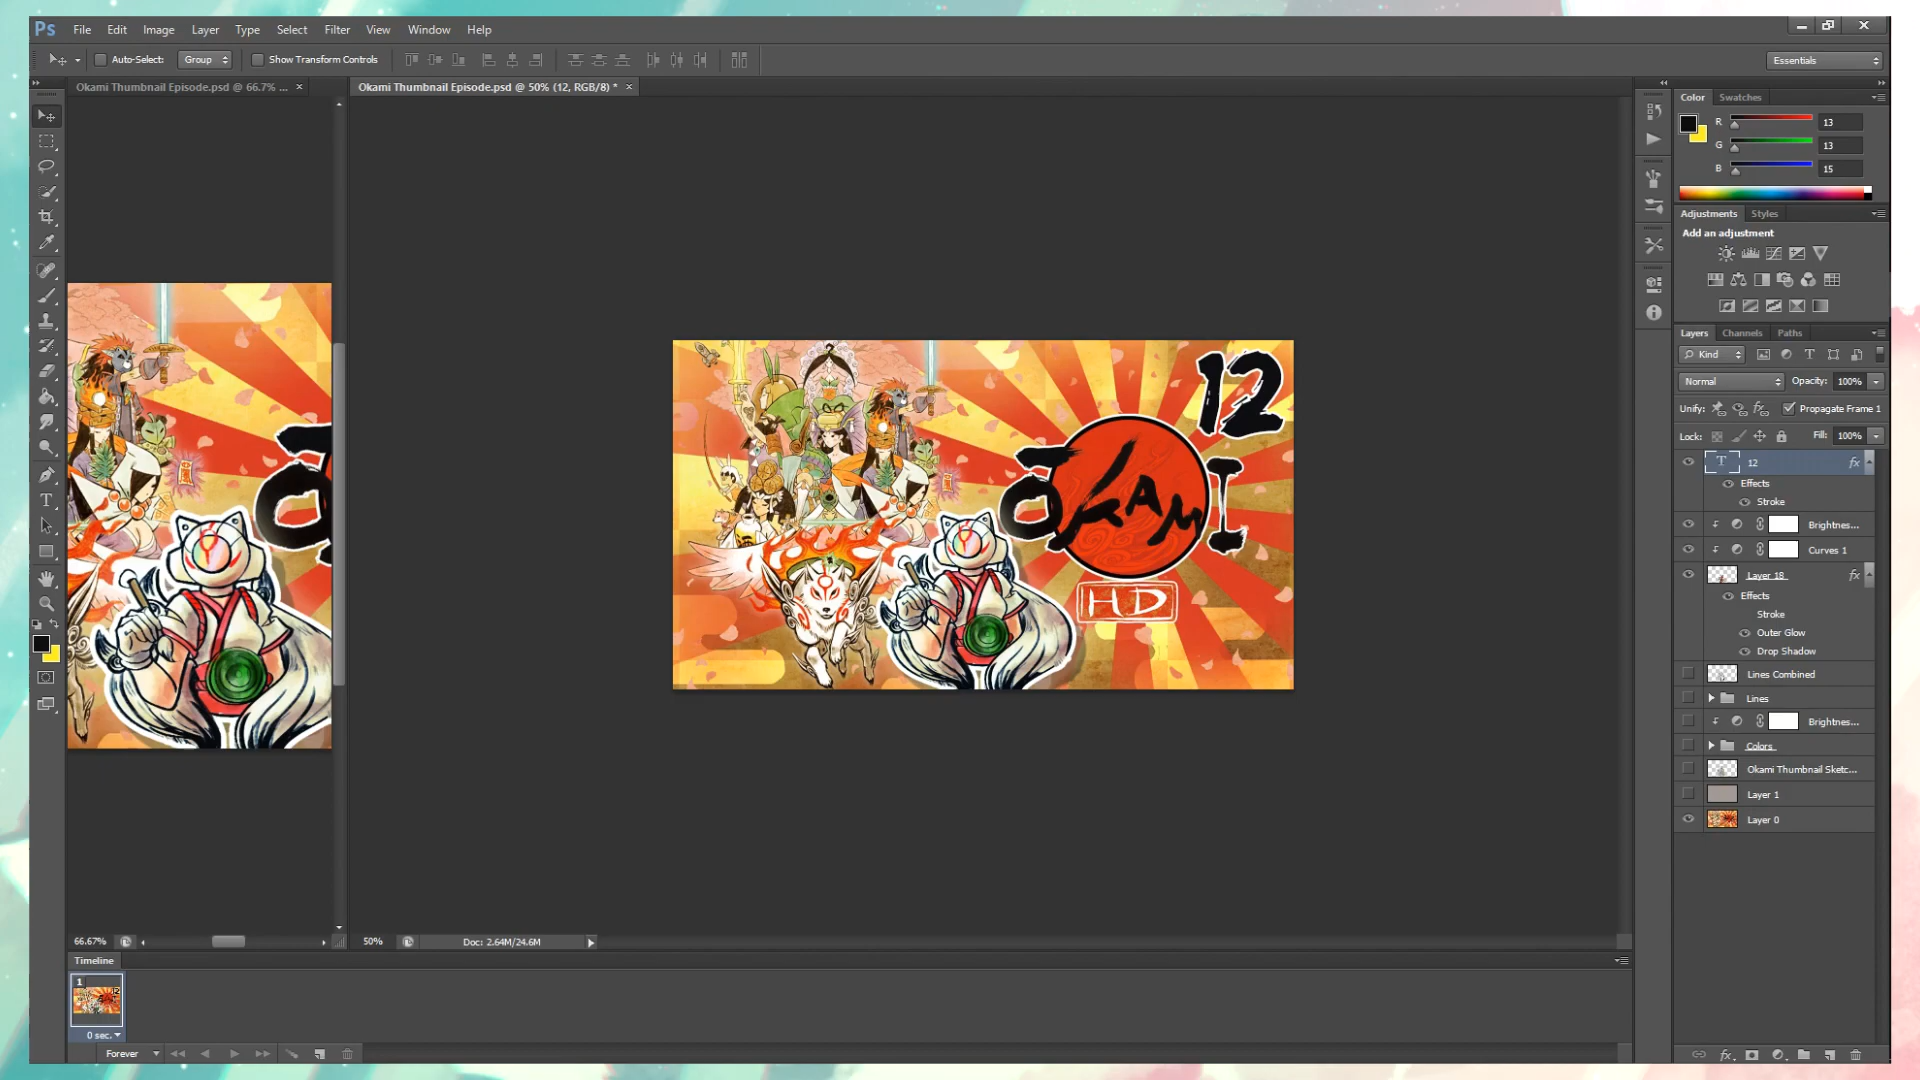 Ps File Edit Image Layer Type Select Filter View Window Help
Auto-Select: Group Show Transform Controls Essentials
Okami Thumbnail Episode.psd @ 66.7% ... × Okami Thumbnail Episode.psd @ 50% (12, RGB/8) * ×
Color Swatches
R 13
G 13
B 15
Adjustments Styles
Add an adjustment
Layers Channels Paths
Kind
Normal Opacity: 100%
Unify: Propagate Frame 1
Lock: Fill: 100%
T 12 fx
Effects
Stroke
Brightnes...
Curves 1
Layer 18 fx
Effects
Stroke
Outer Glow
Drop Shadow
Lines Combined
Lines
Brightnes...
Colors
Okami Thumbnail Sketc...
Layer 1
Layer 0
12
OKAMI
HD
66.67% 50% Doc: 2.64M/24.6M
Timeline
1
0 sec.
Forever